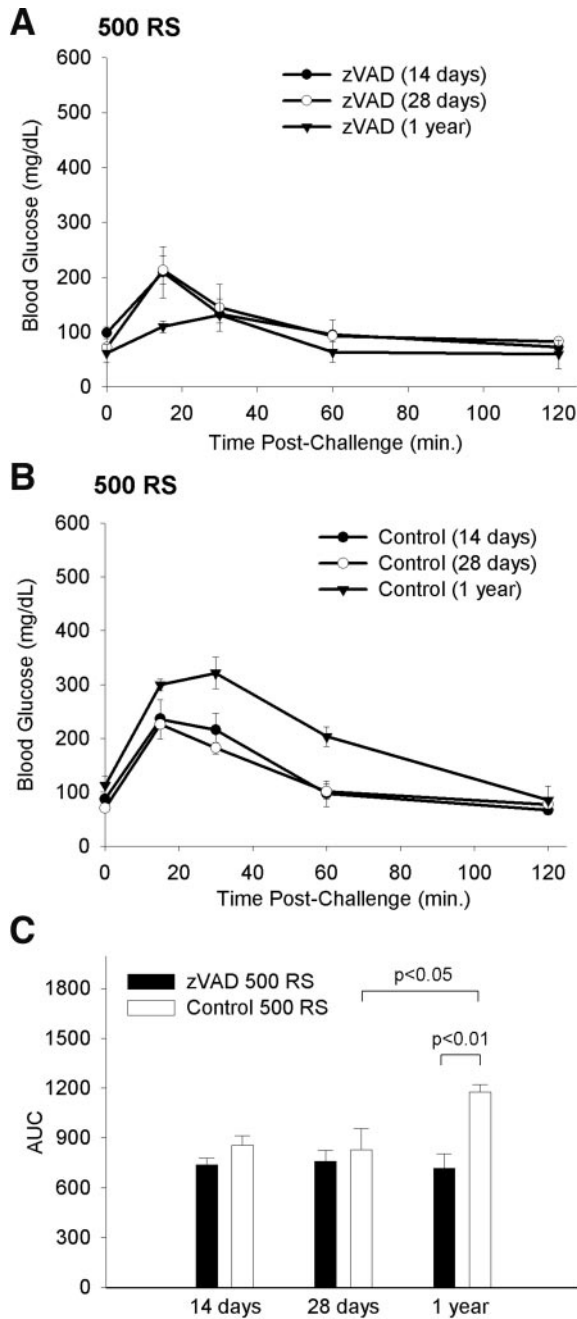 A
500 RS
600
500
400
300
200
100
0
Blood Glucose (mg/dL)
zVAD (14 days)
zVAD (28 days)
zVAD (1 year)
0 20 40 60 80 100 120
Time Post-Challenge (min.)
B
500 RS
600
500
400
300
200
100
0
Blood Glucose (mg/dL)
Control (14 days)
Control (28 days)
Control (1 year)
0 20 40 60 80 100 120
Time Post-Challenge (min.)
C
1800
1500
1200
900
600
300
0
AUC
zVAD 500 RS
Control 500 RS
p<0.05
p<0.01
14 days 28 days 1 year